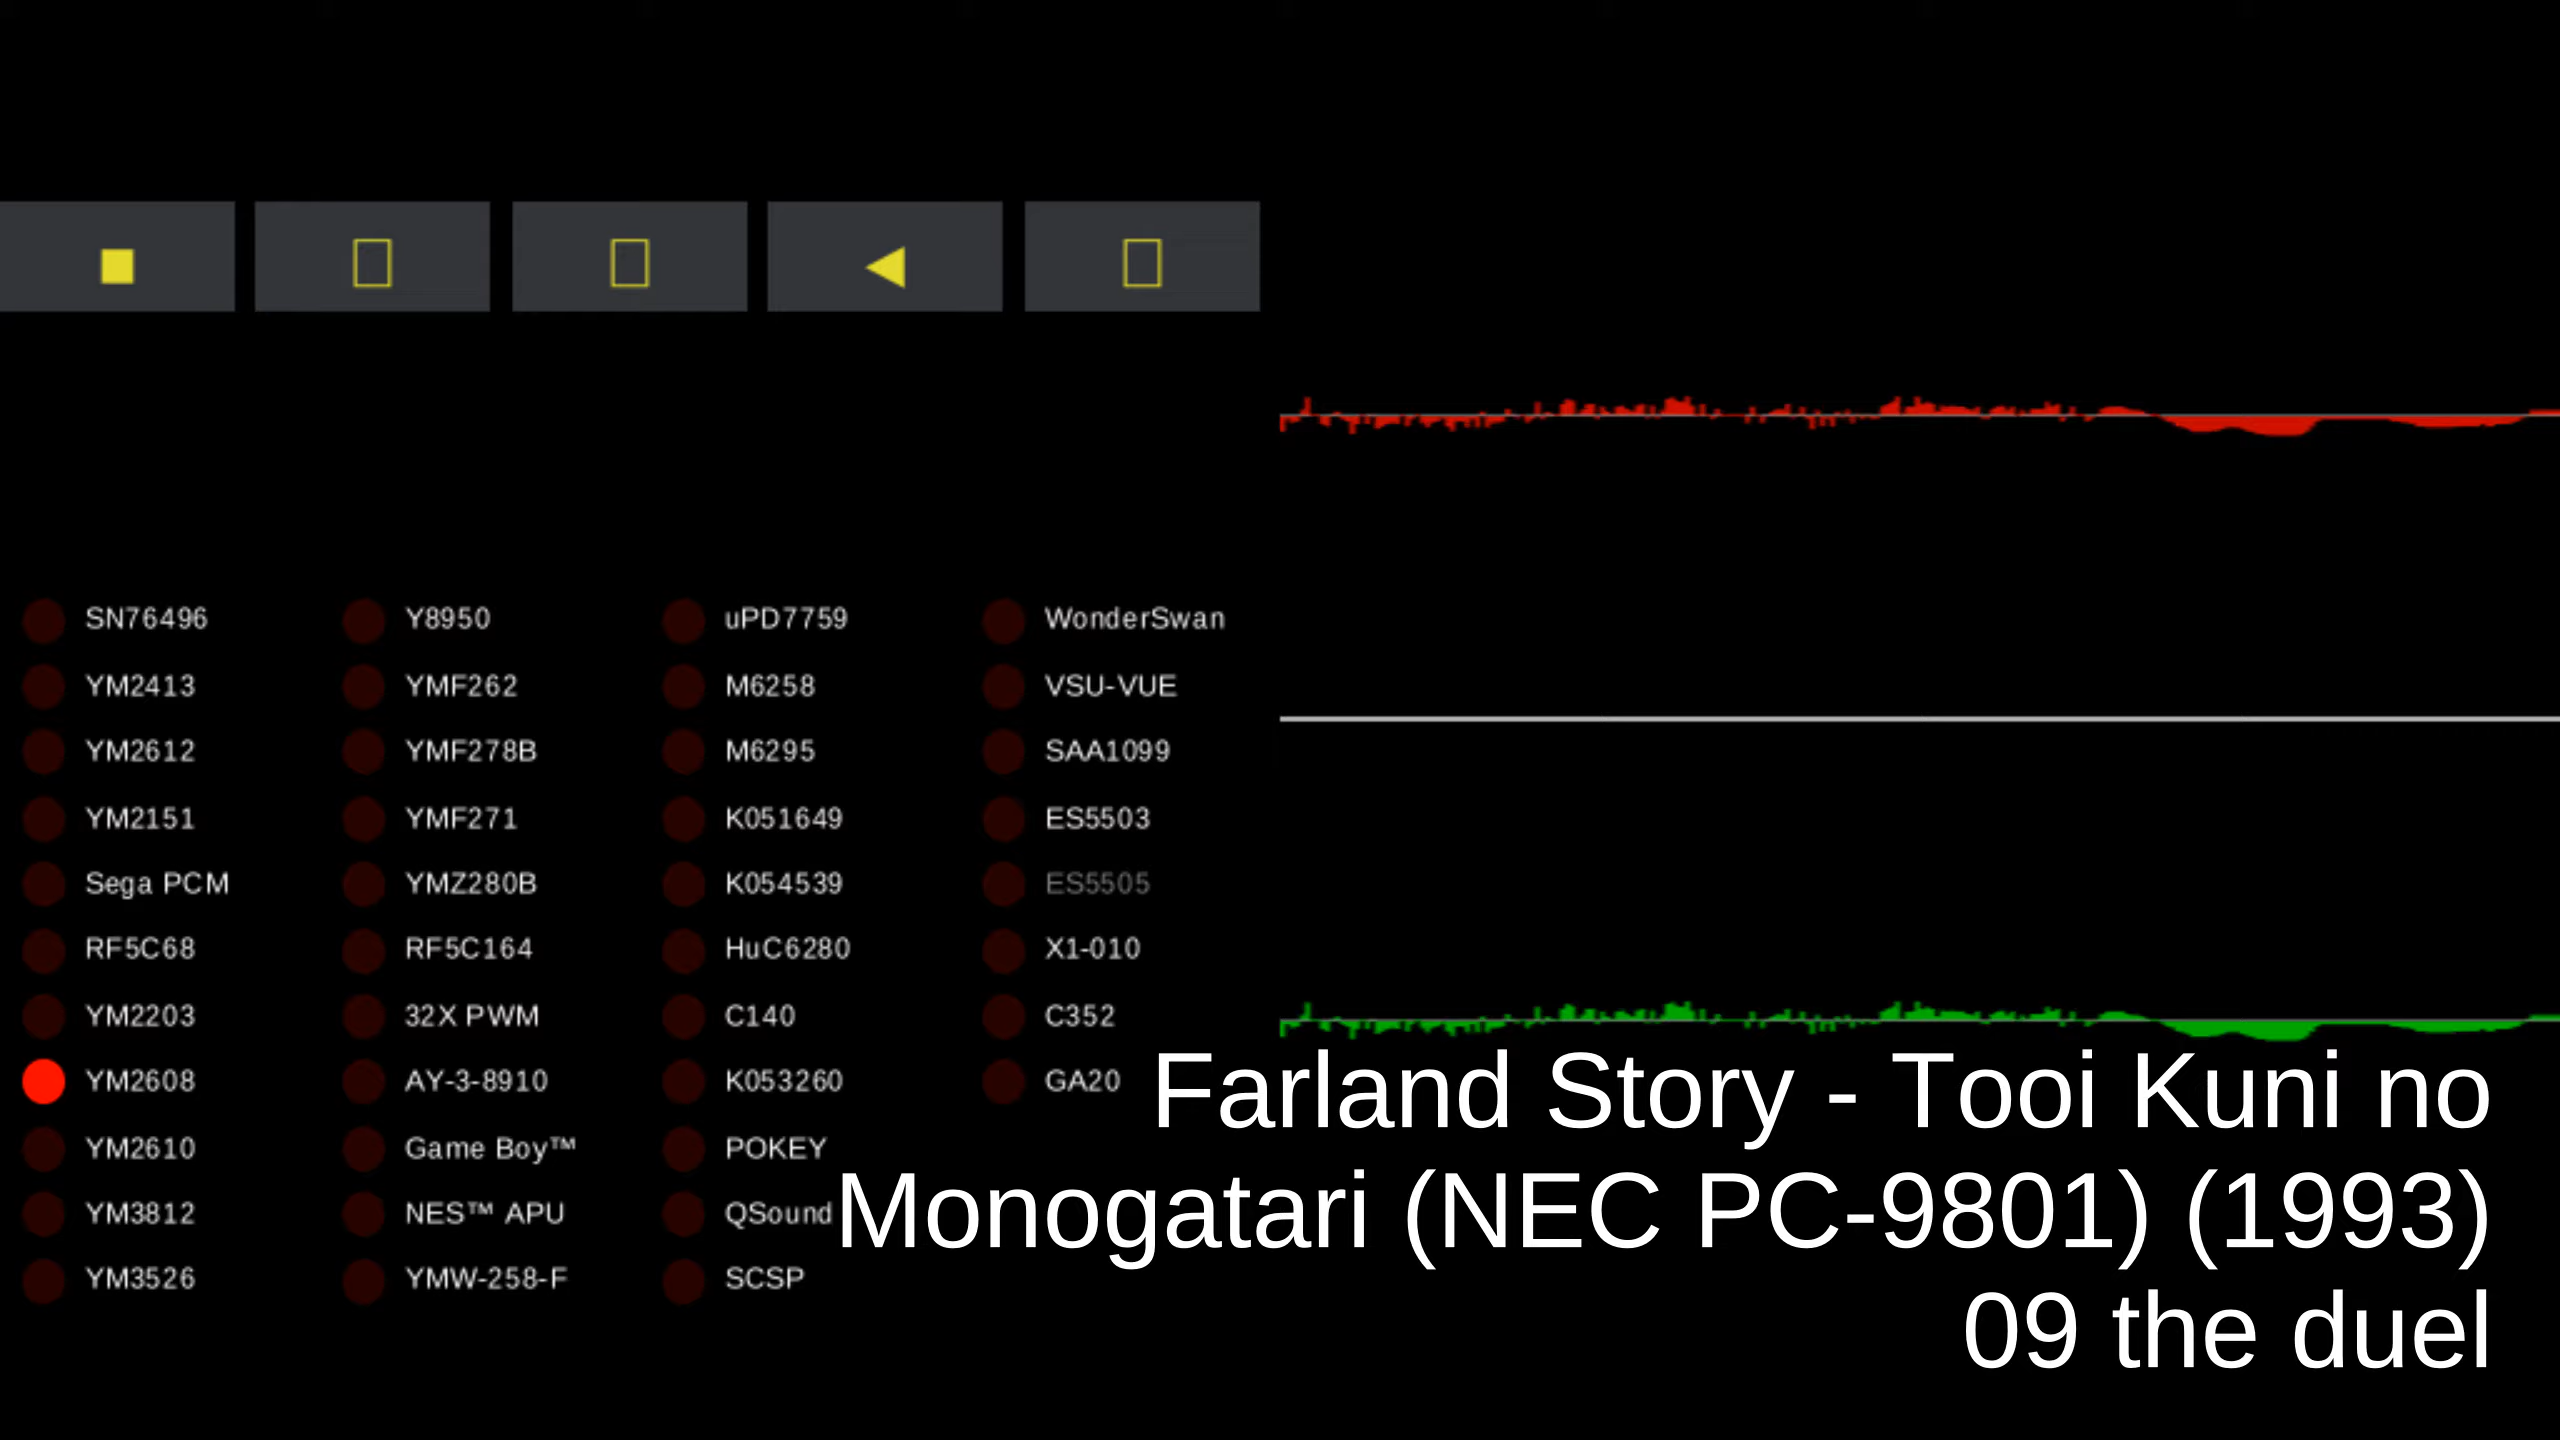 SN76496
YM2413
YM2612
YM2151
Sega PCM
RF5C68
YM2203
YM2608
YM2610
YM3812
YM3526
Y8950
YMF262
YMF278B
YMF271
YMZ280B
RF5C164
32X PWM
AY-3-8910
Game Boy™
NES™ APU
YMW-258-F
uPD7759
M6258
M6295
K051649
K054539
HuC6280
C140
K053260
POKEY
QSound
SCSP
WonderSwan
VSU-VUE
SAA1099
ES5503
ES5505
X1-010
C352
GA20
Farland Story - Tooi Kuni no
Monogatari (NEC PC-9801) (1993)
09 the duel